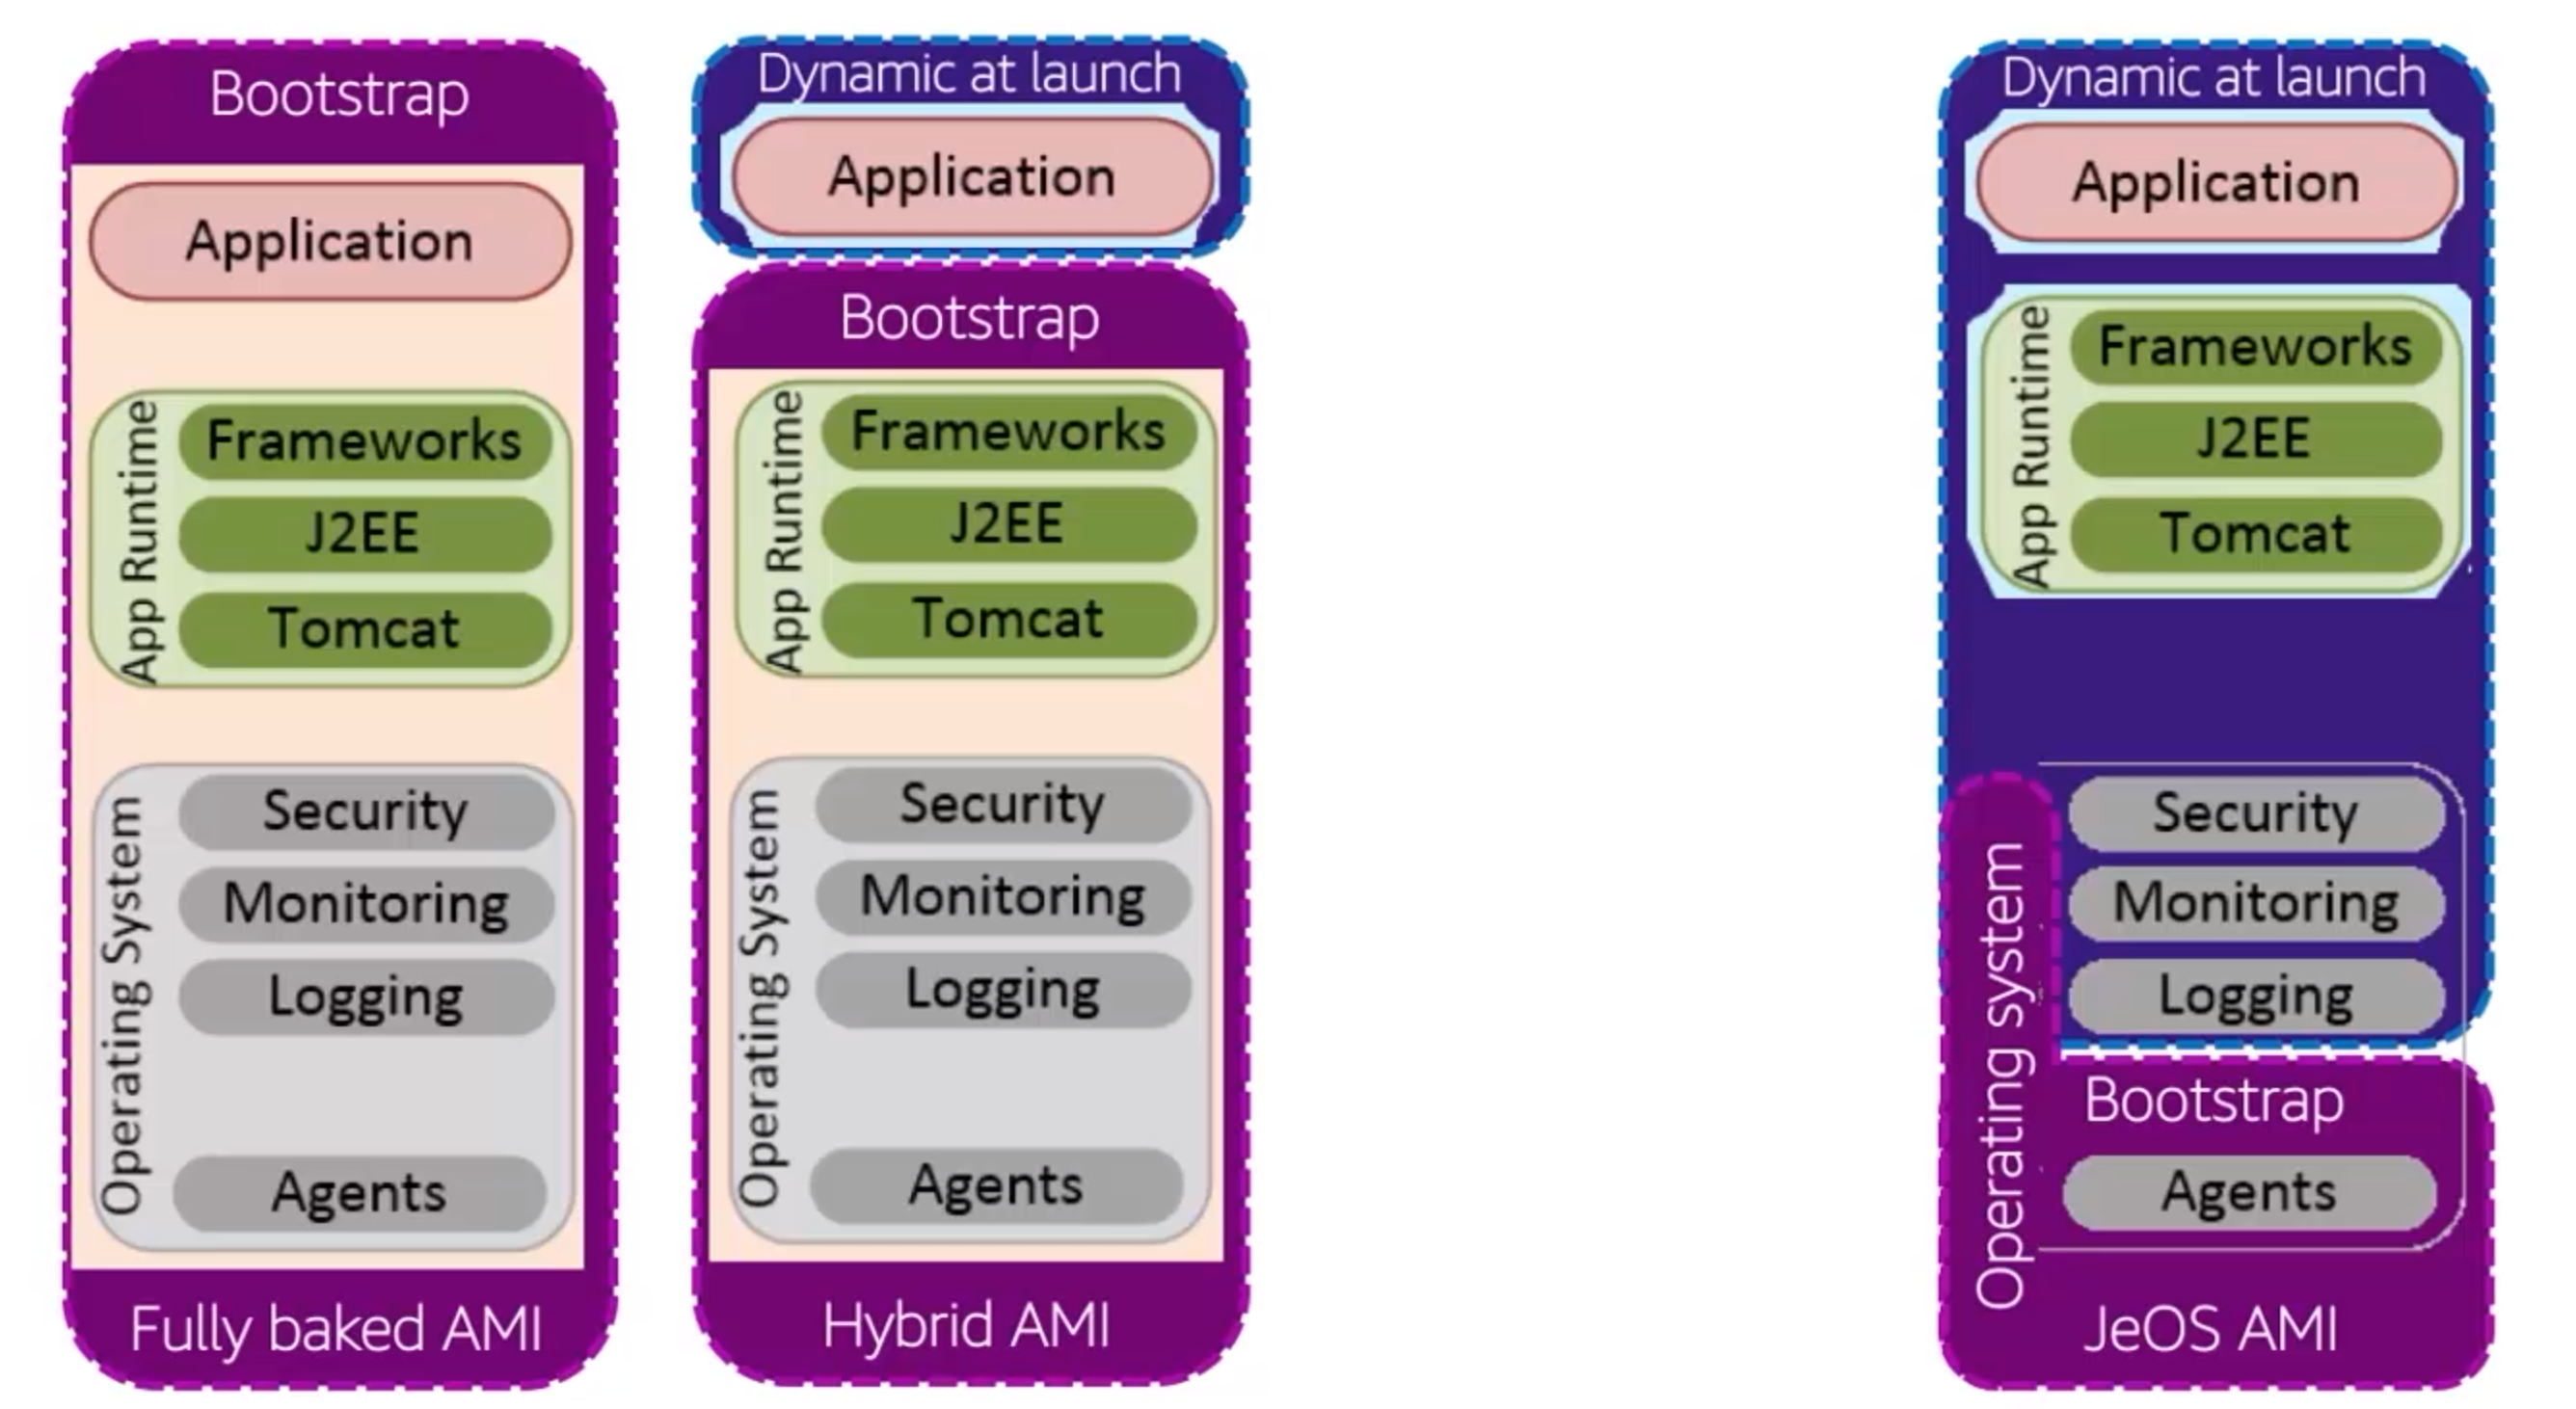 Bootstrap
Application
App Runtime
Frameworks
J2EE
Tomcat
Operating System
Security
Monitoring
Logging
Agents
Fully baked AMI
Dynamic at launch
Application
Bootstrap
App Runtime
Frameworks
J2EE
Tomcat
Operating System
Security
Monitoring
Logging
Agents
Hybrid AMI
Dynamic at launch
Application
App Runtime
Frameworks
J2EE
Tomcat
Operating system
Security
Monitoring
Logging
Bootstrap
Agents
JeOS AMI